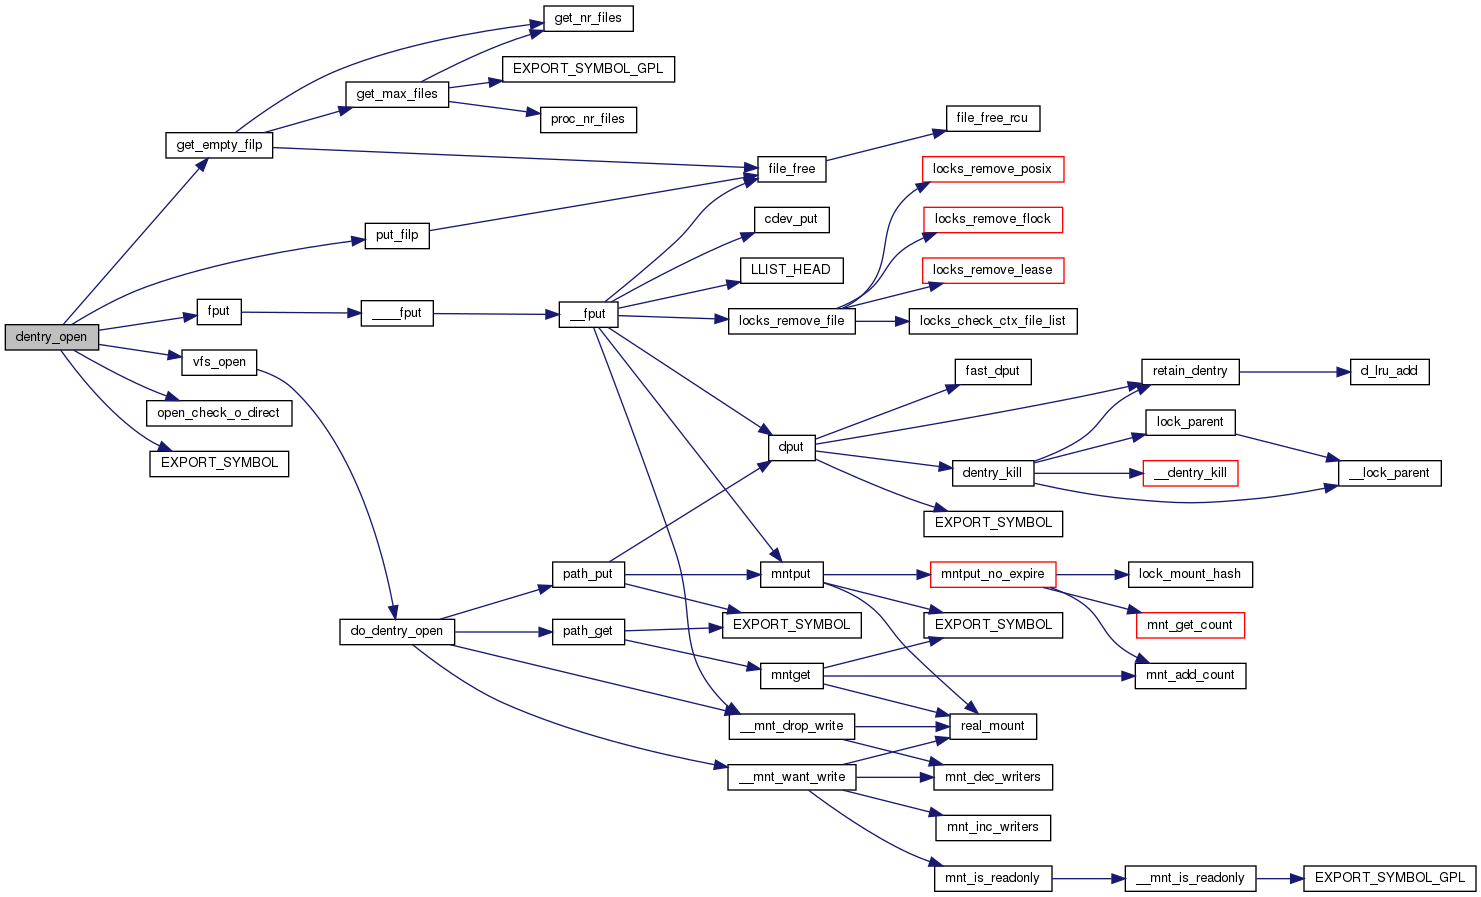 get_nr_files
EXPORT_SYMBOL_GPL
get_max_files
proc_nr_files
file_free_rcu
get_empty_filp
file_free
locks_remove_posix
cdev_put
locks_remove_flock
put_filp
LLIST_HEAD
locks_remove_lease
fput
____fput
__fput
locks_remove_file
locks_check_ctx_file_list
dentry_open
vfs_open
fast_dput
retain_dentry
d_lru_add
open_check_o_direct
lock_parent
dput
EXPORT_SYMBOL
dentry_kill
__dentry_kill
__lock_parent
EXPORT_SYMBOL
path_put
mntput
mntput_no_expire
lock_mount_hash
do_dentry_open
path_get
EXPORT_SYMBOL
EXPORT_SYMBOL
mnt_get_count
mntget
mnt_add_count
__mnt_drop_write
real_mount
__mnt_want_write
mnt_dec_writers
mnt_inc_writers
mnt_is_readonly
__mnt_is_readonly
EXPORT_SYMBOL_GPL